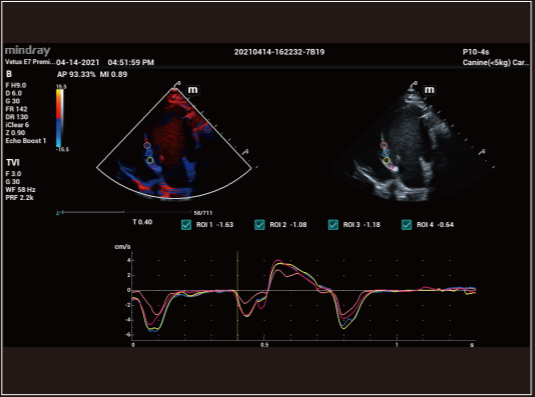 mindray
20210414-162232-7B19
P10-4s
Vetus E7 Premi... 04-14-2021 04:51:59 PM
Canine(<5kg) Car...
B
AP 93.33% MI 0.89
F H9.0
D 6.0
G 30
FR 142
DR 130
iClear 6
Z 0.90
Echo Boost 1
15.5
-15.5
m
m
5
5
TVI
F 3.0
G 30
WF 58 Hz
PRF 2.2k
58/711
T 0.40
ROI 1 -1.63
ROI 2 -1.08
ROI 3 -1.18
ROI 4 -0.64
cm/s
4
2
0
-2
-4
-6
0
0.5
1
s